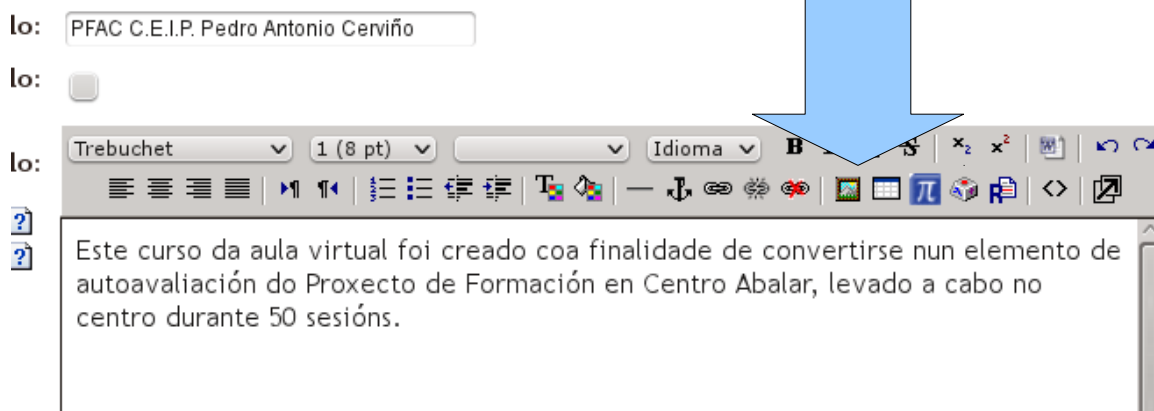 lo: PFAC C.E.I.P. Pedro Antonio Cerviño
lo:
lo: Trebuchet 1 (8 pt) Idioma B S x₂ x²
Este curso da aula virtual foi creado coa finalidade de convertirse nun elemento de
autoavaliación do Proxecto de Formación en Centro Abalar, levado a cabo no
centro durante 50 sesións.